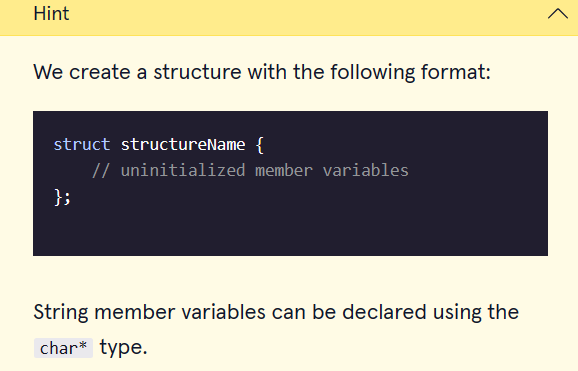 Hint
We create a structure with the following format:
struct structureName {
    // uninitialized member variables
};
String member variables can be declared using the
char* type.